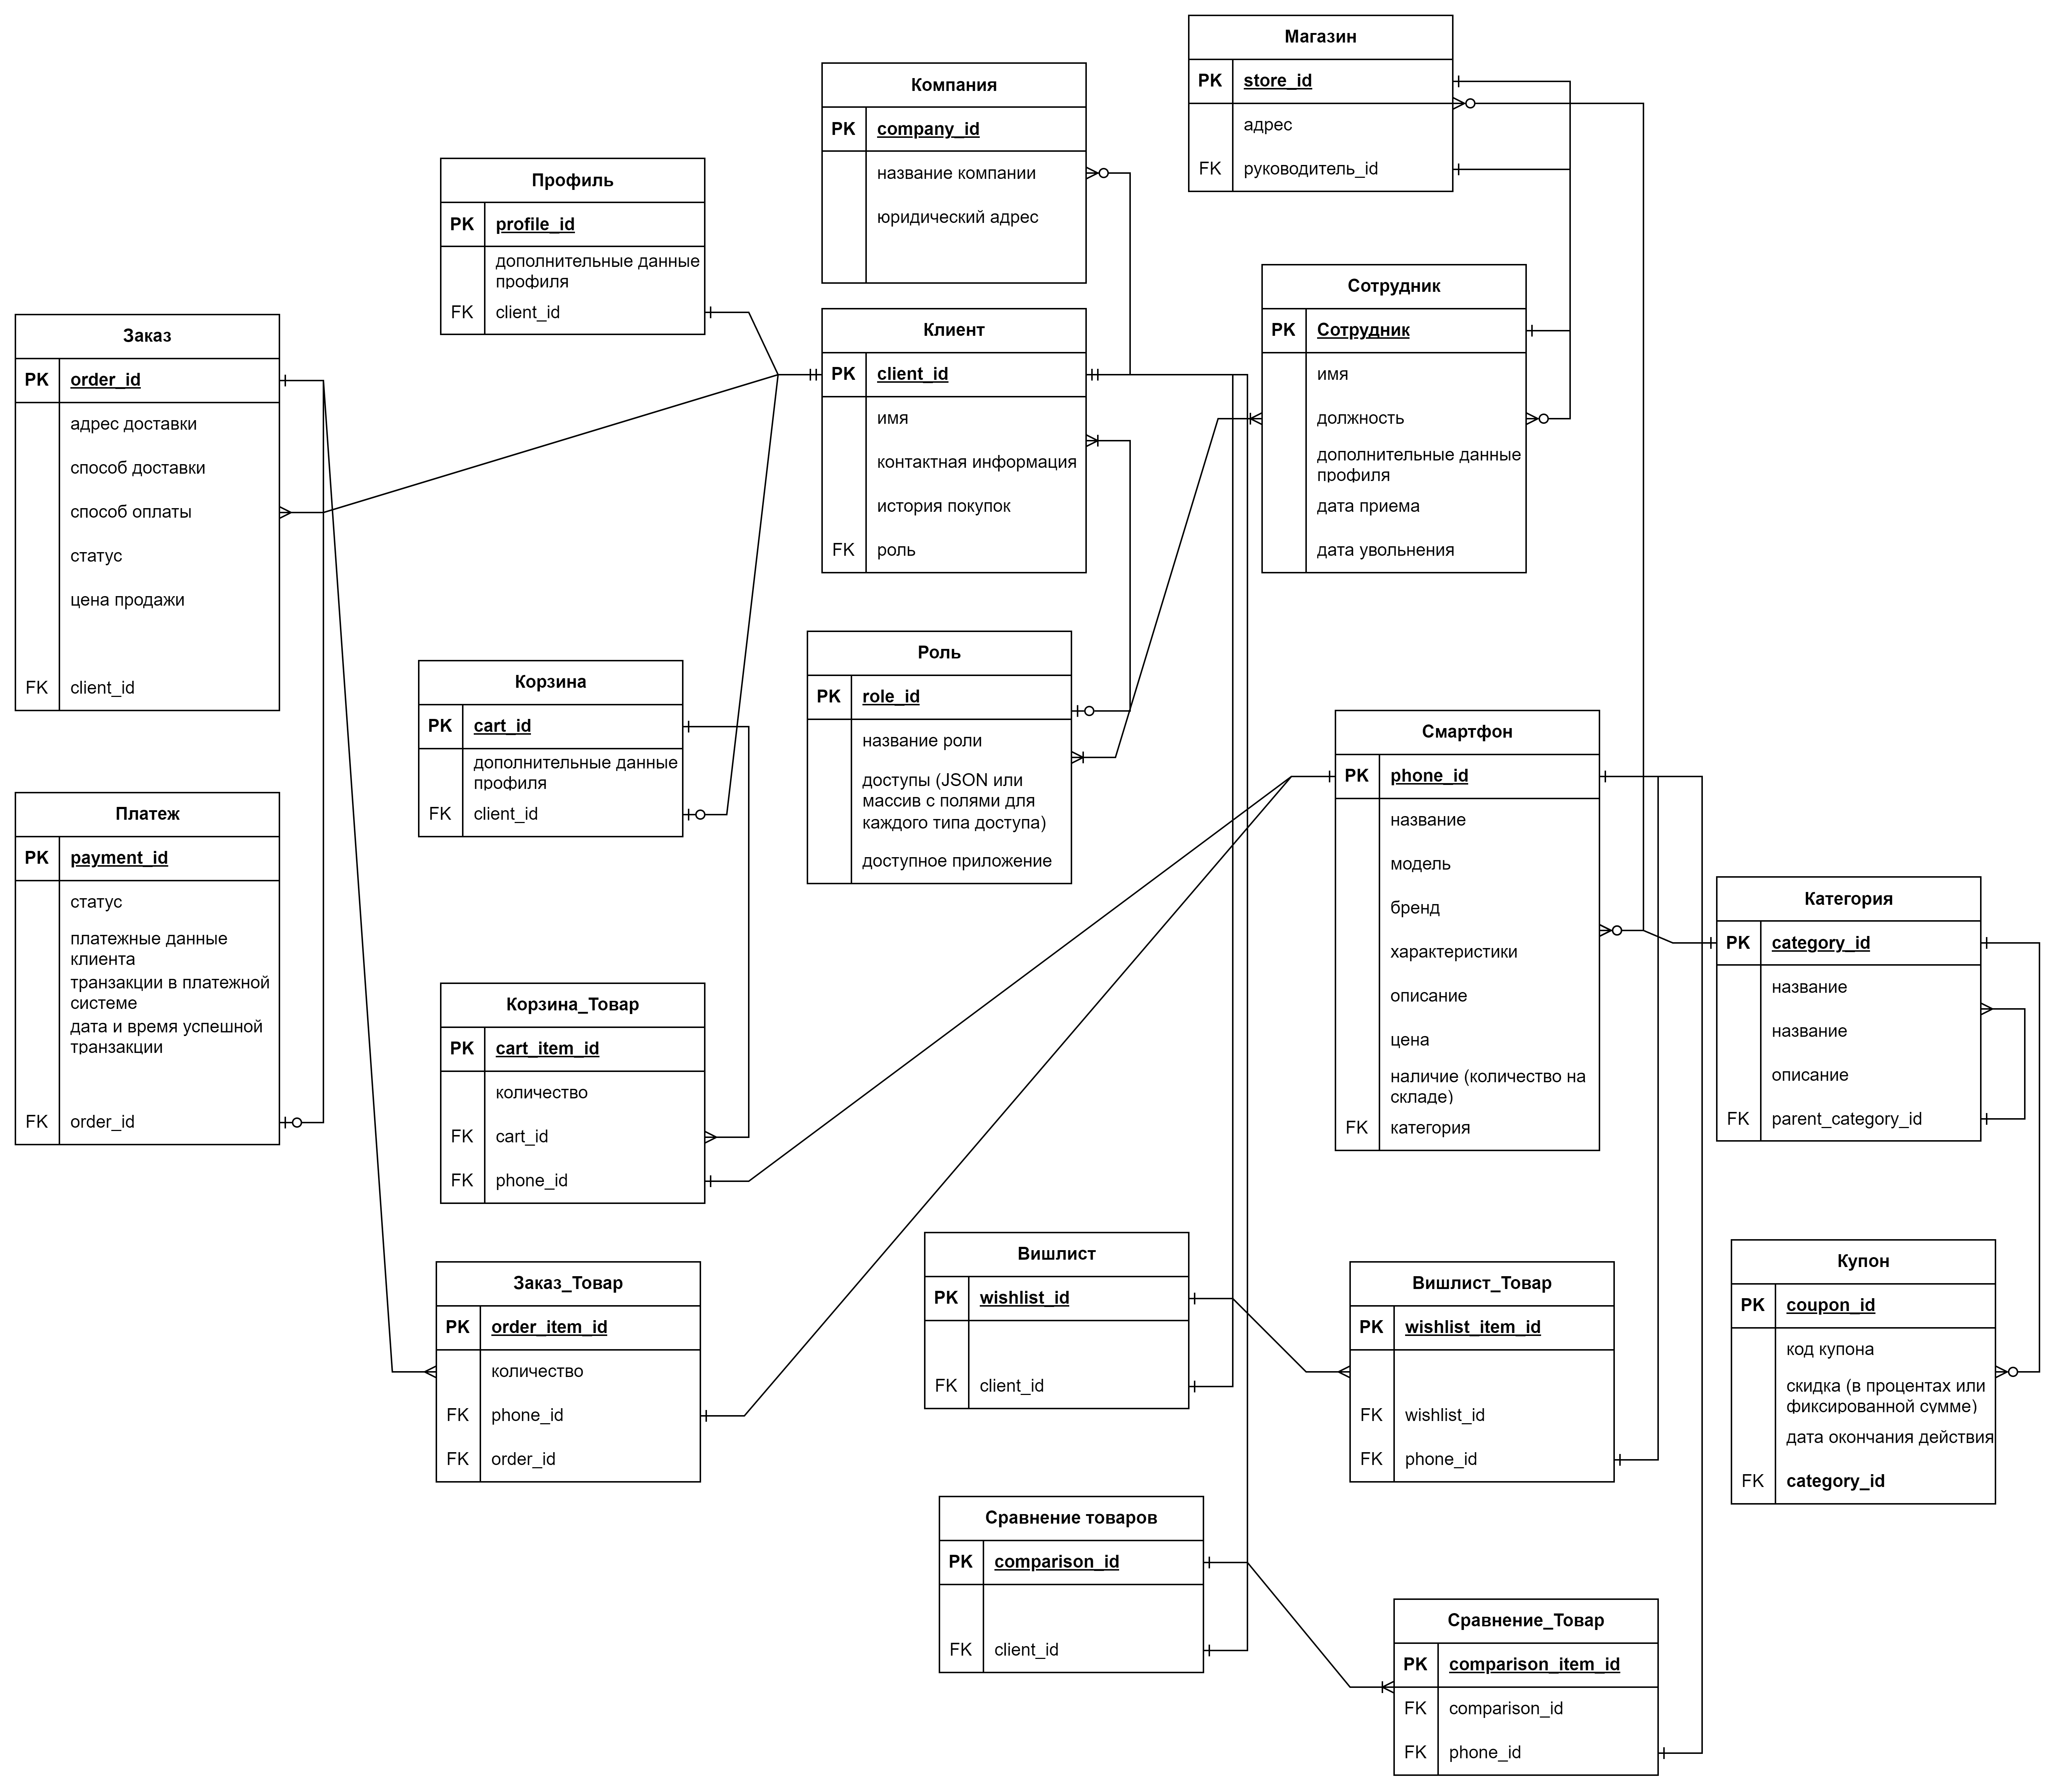 Магазин
PK store_id
адрес
FK руководитель_id
Компания
PK company_id
название компании
юридический адрес
Профиль
PK profile_id
дополнительные данные
профиля
FK client_id
Сотрудник
PK Сотрудник
имя
должность
дополнительные данные
профиля
дата приема
дата увольнения
Клиент
PK client_id
имя
контактная информация
история покупок
FK роль
Заказ
PK order_id
адрес доставки
способ доставки
способ оплаты
статус
цена продажи
FK client_id
Роль
PK role_id
название роли
доступы (JSON или
массив с полями для
каждого типа доступа)
доступное приложение
Корзина
PK cart_id
дополнительные данные
профиля
FK client_id
Смартфон
PK phone_id
название
модель
бренд
характеристики
описание
цена
наличие (количество на
складе)
FK категория
Платеж
PK payment_id
статус
платежные данные
клиента
транзакции в платежной
системе
дата и время успешной
транзакции
FK order_id
Категория
PK category_id
название
название
описание
FK parent_category_id
Корзина_Товар
PK cart_item_id
количество
FK cart_id
FK phone_id
Вишлист
PK wishlist_id
FK client_id
Купон
PK coupon_id
код купона
скидка (в процентах или
фиксированной сумме)
дата окончания действия
FK category_id
Заказ_Товар
PK order_item_id
количество
FK phone_id
FK order_id
Вишлист_Товар
PK wishlist_item_id
FK wishlist_id
FK phone_id
Сравнение товаров
PK comparison_id
FK client_id
Сравнение_Товар
PK comparison_item_id
FK comparison_id
FK phone_id